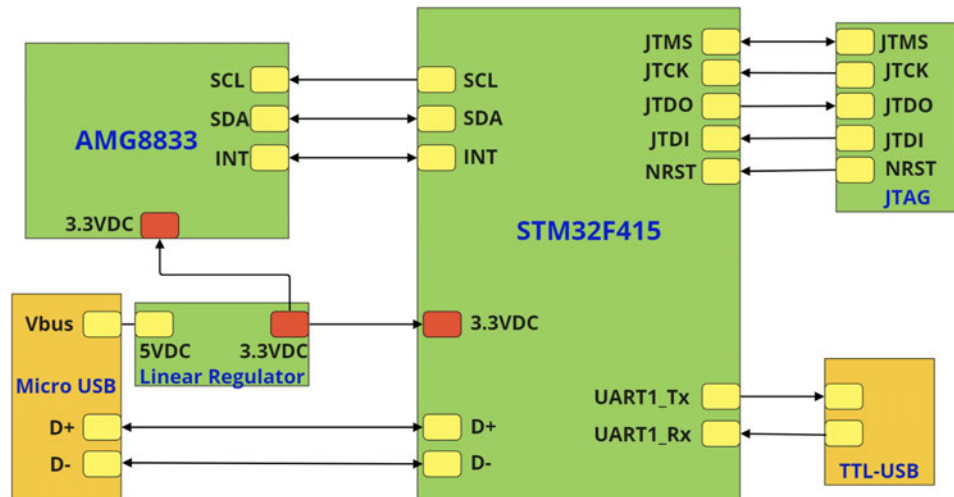 SCL
SDA
INT
AMG8833
3.3VDC
SCL
SDA
INT
STM32F415
JTMS
JTCK
JTDO
JTDI
NRST
JTMS
JTCK
JTDO
JTDI
NRST
JTAG
Vbus
Micro USB
D+
D-
5VDC
3.3VDC
Linear Regulator
3.3VDC
D+
D-
UART1_Tx
UART1_Rx
TTL-USB